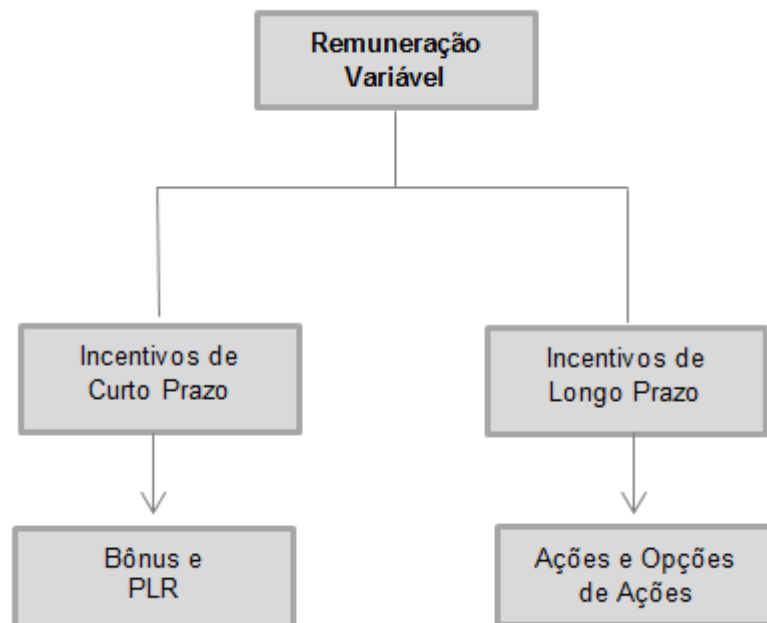 Remuneração
Variável
Incentivos de
Curto Prazo
Incentivos de
Longo Prazo
Bônus e
PLR
Ações e Opções
de Ações